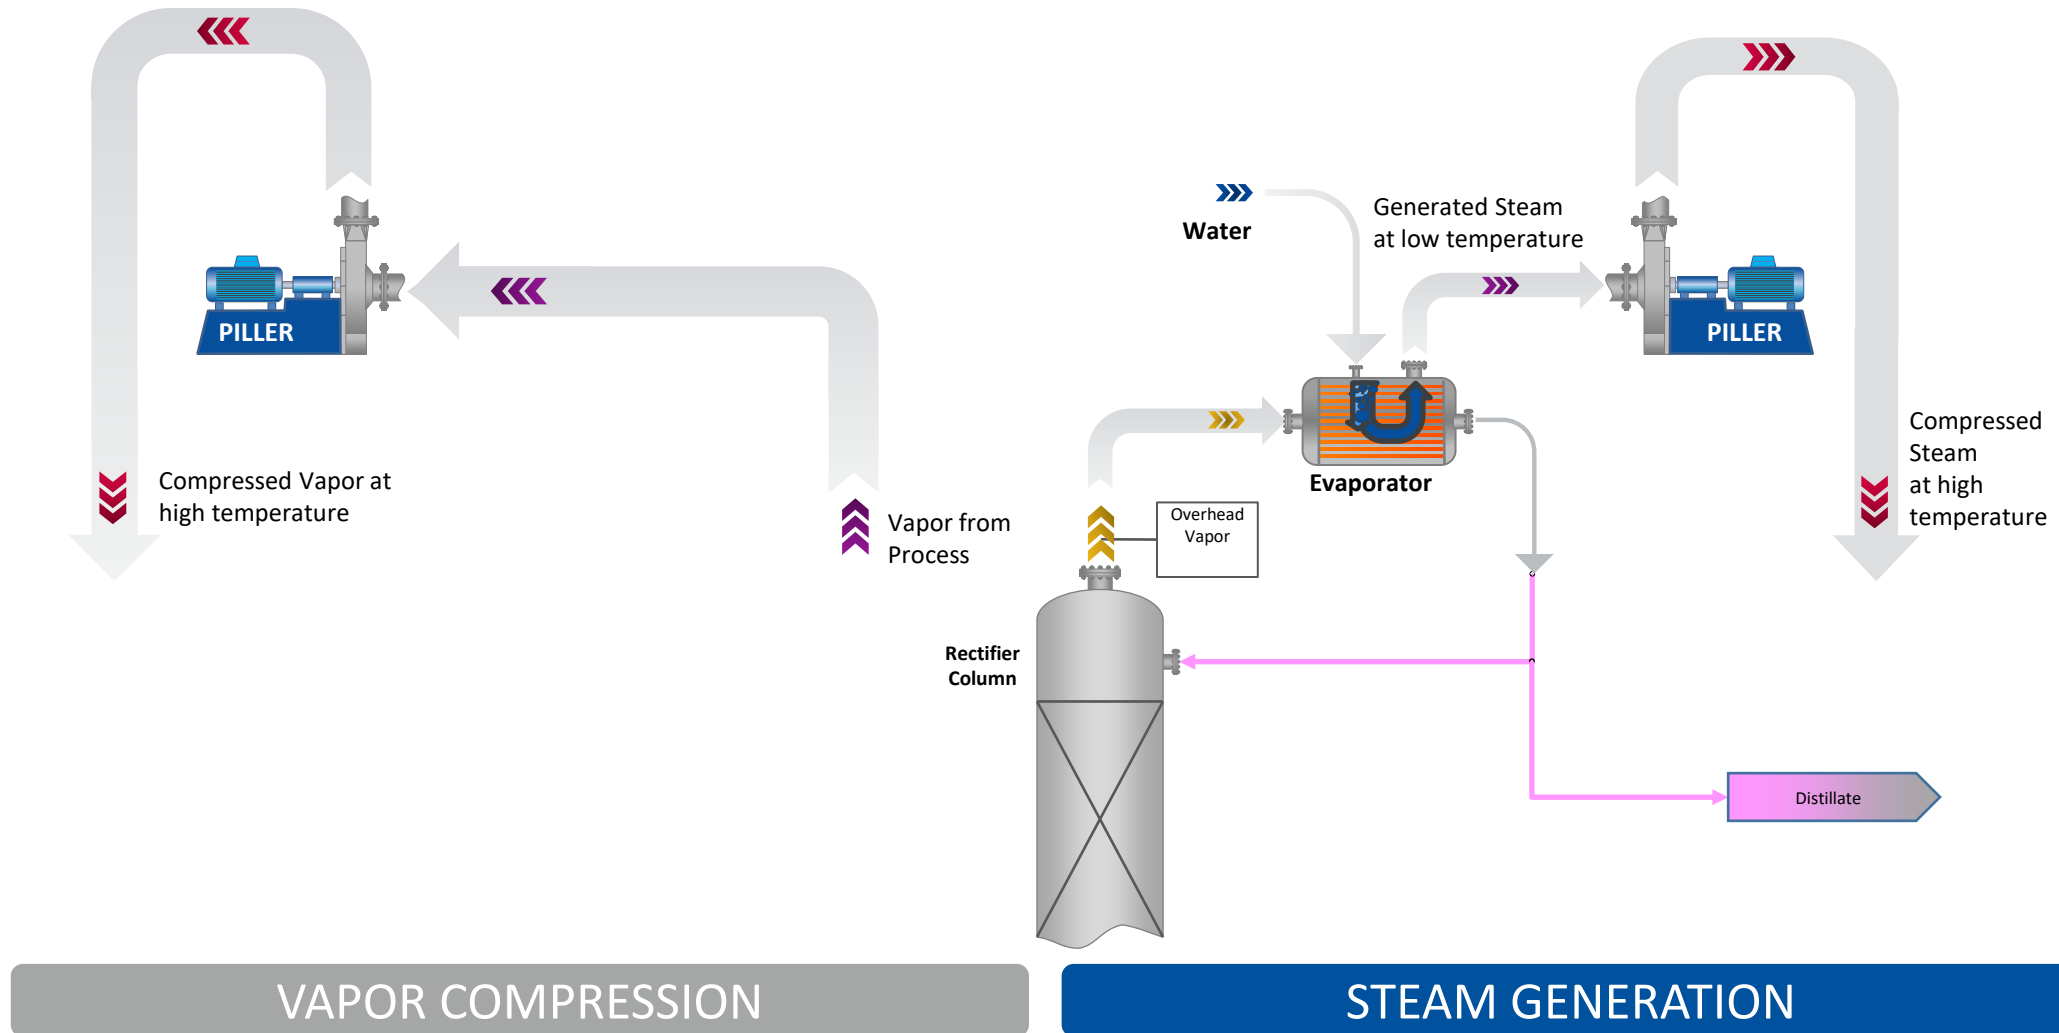 PILLER
Compressed Vapor at
high temperature
Vapor from
Process
Water
Generated Steam
at low temperature
PILLER
Evaporator
Compressed
Steam
at high
temperature
Overhead
Vapor
Rectifier
Column
Distillate
VAPOR COMPRESSION
STEAM GENERATION